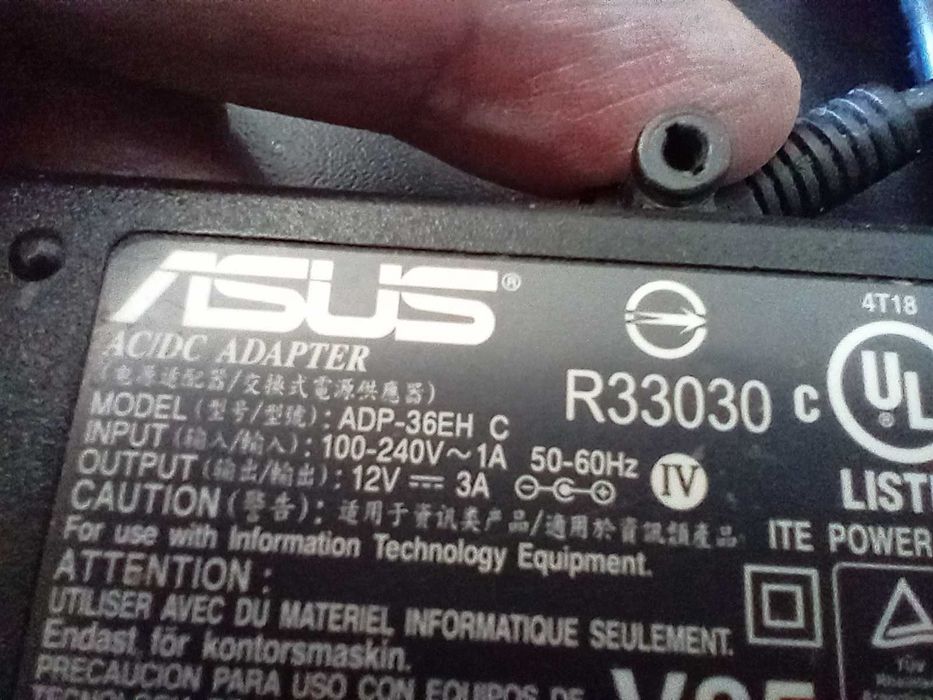 ASUS®
AC/DC ADAPTER
(电源适配器/交換式電源供應器)
MODEL (型号/型號): ADP-36EH C
INPUT (输入/輸入): 100-240V~1A 50-60Hz IV
OUTPUT (输出/輸出): 12V ⎓ 3A
CAUTION (警告): 适用于资讯类产品/適用於資訊類產品
For use with Information Technology Equipment.
ATTENTION :
UTILISER AVEC DU MATERIEL INFORMATIQUE SEULEMENT.
Endast för kontorsmaskin.
PRECAUCION PARA USO CON EQUIPOS DE
R33030
4T18
C UL ®
LISTE
ITE POWER
TÜV